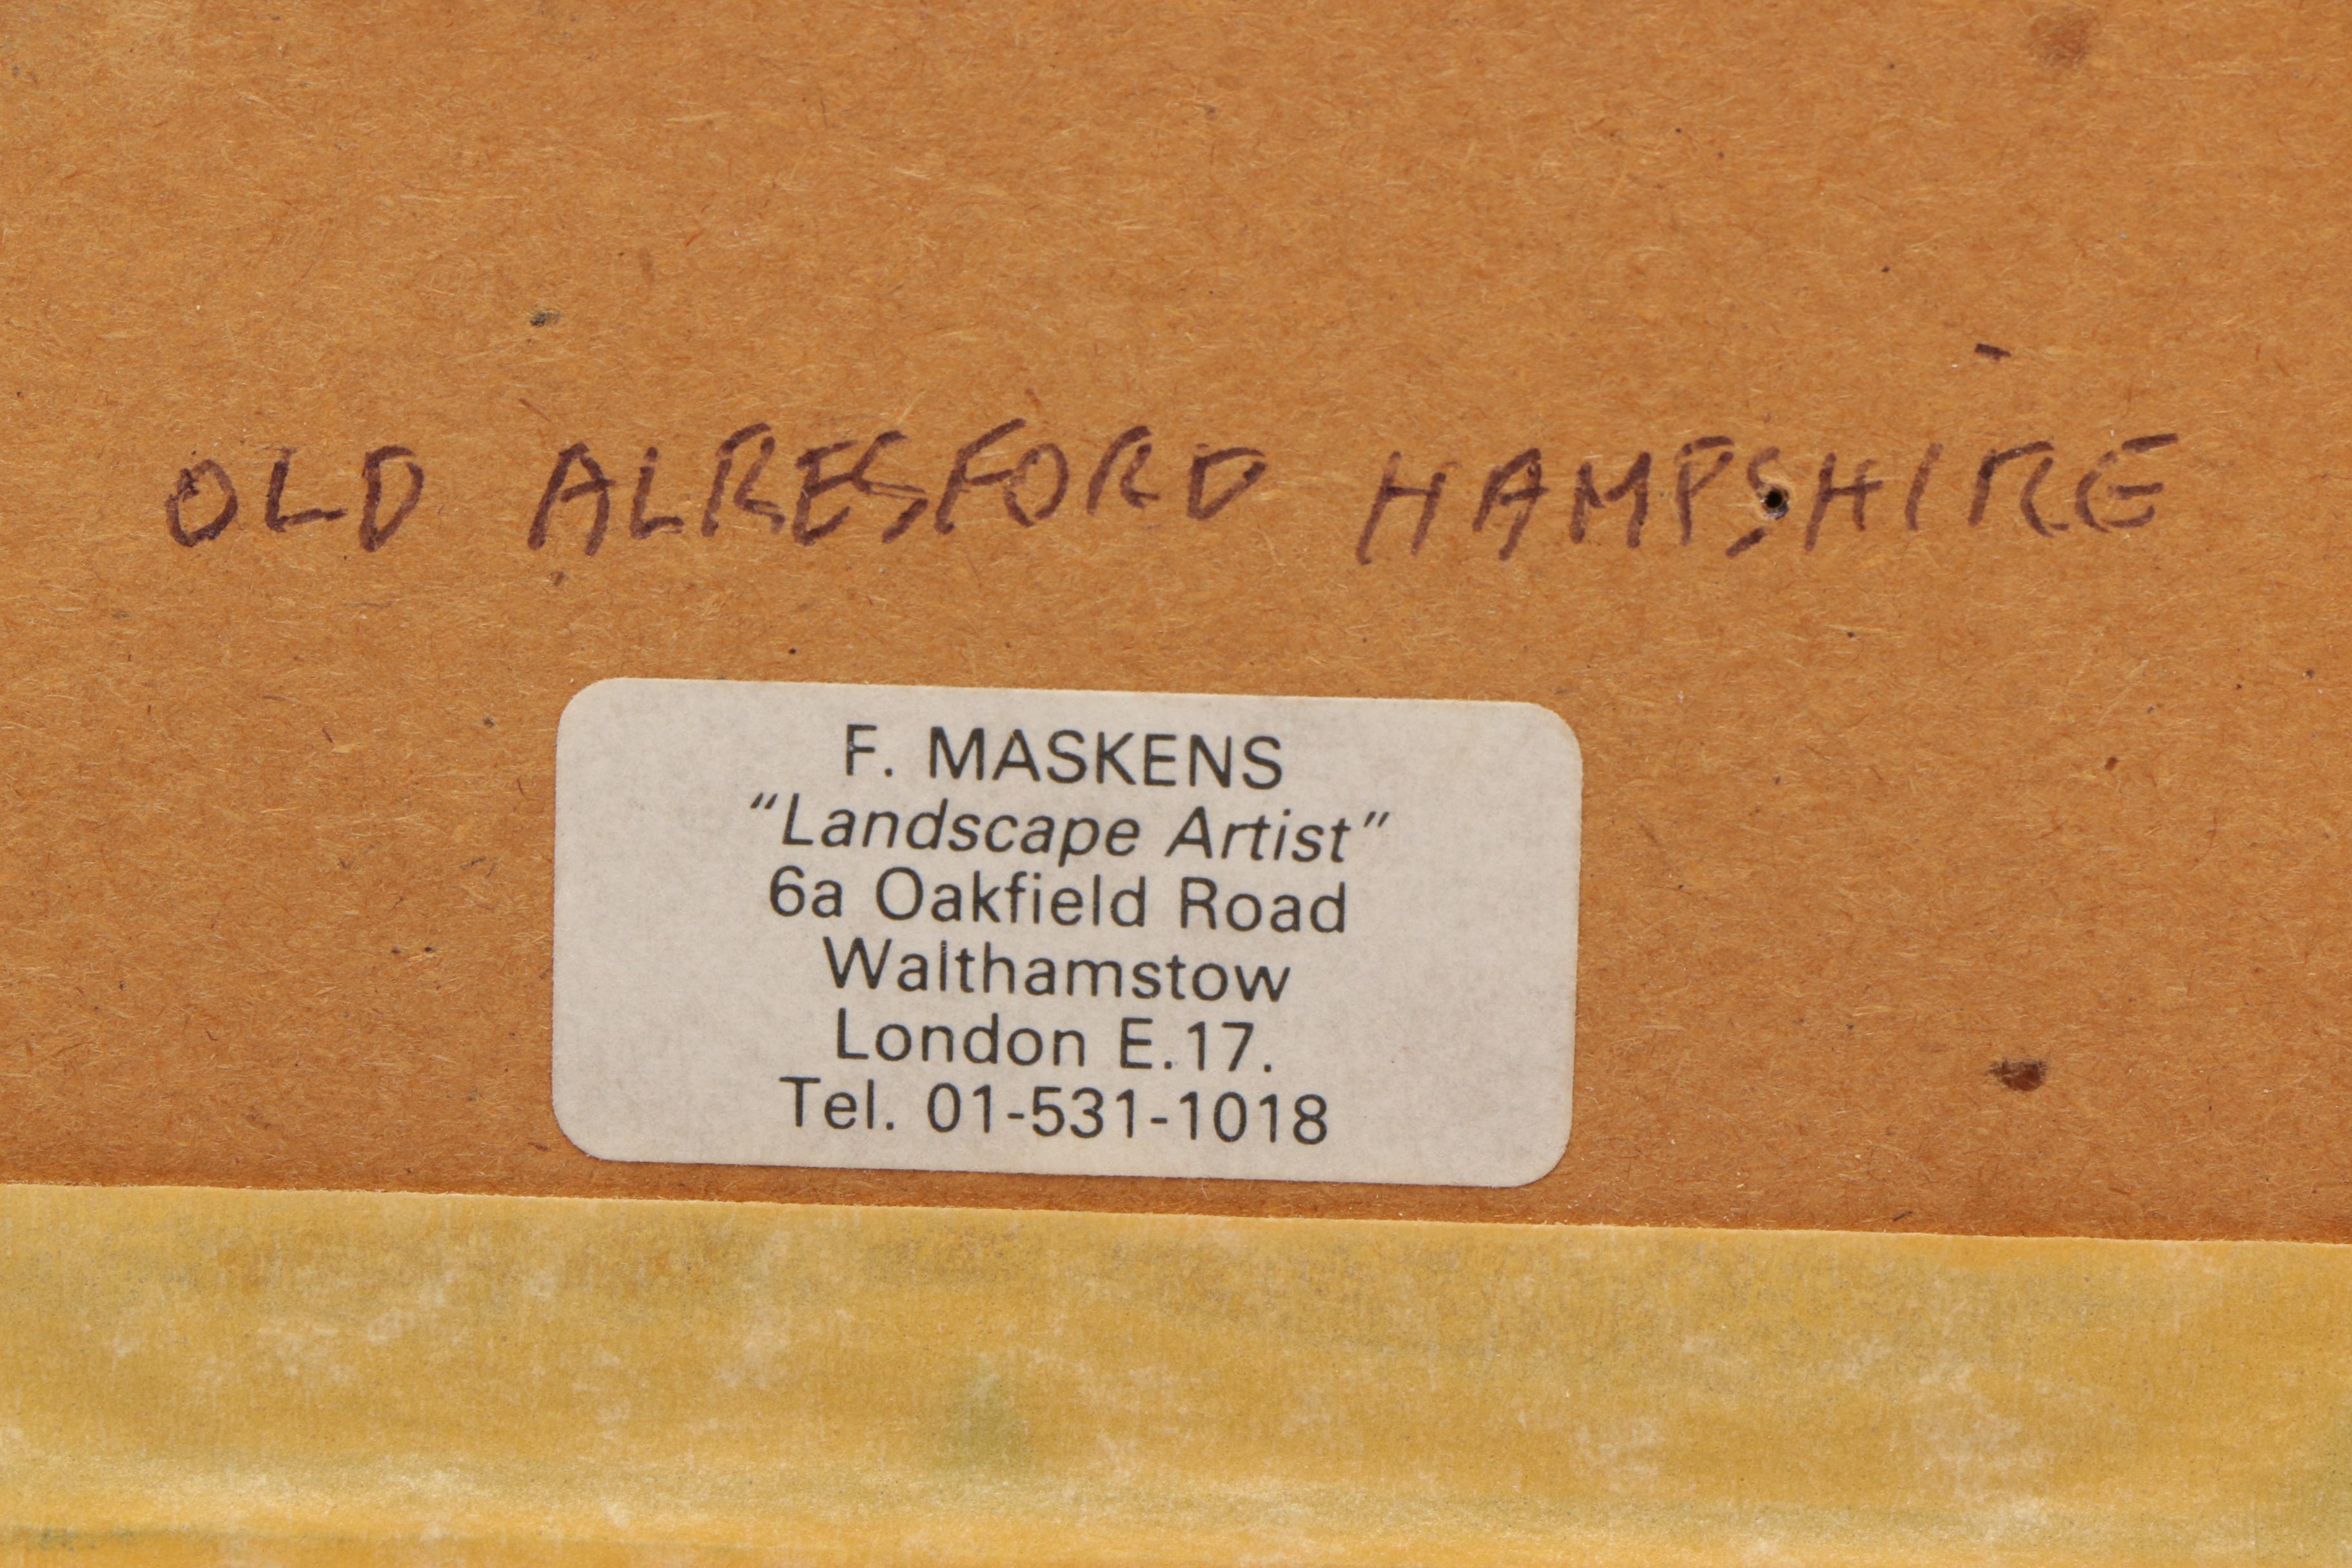 OLD ALRESFORD HAMPSHIRE
F. MASKENS
“Landscape Artist”
6a Oakfield Road
Walthamstow
London E.17.
Tel. 01-531-1018